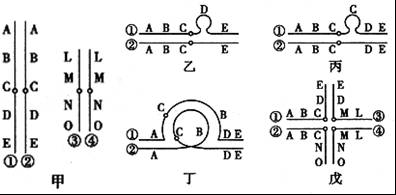 A A
B B
C C
D D
E E
① ②
L L
M M
N N
O O
③ ④
甲
D
① A B C E
② A B C E
乙
C
① A B D E
② A B D E
丙
C B
C B
① A D E
② A D E
丁
E E
D D
① A B C M L ③
② A B C M L ④
N N
O O
戊